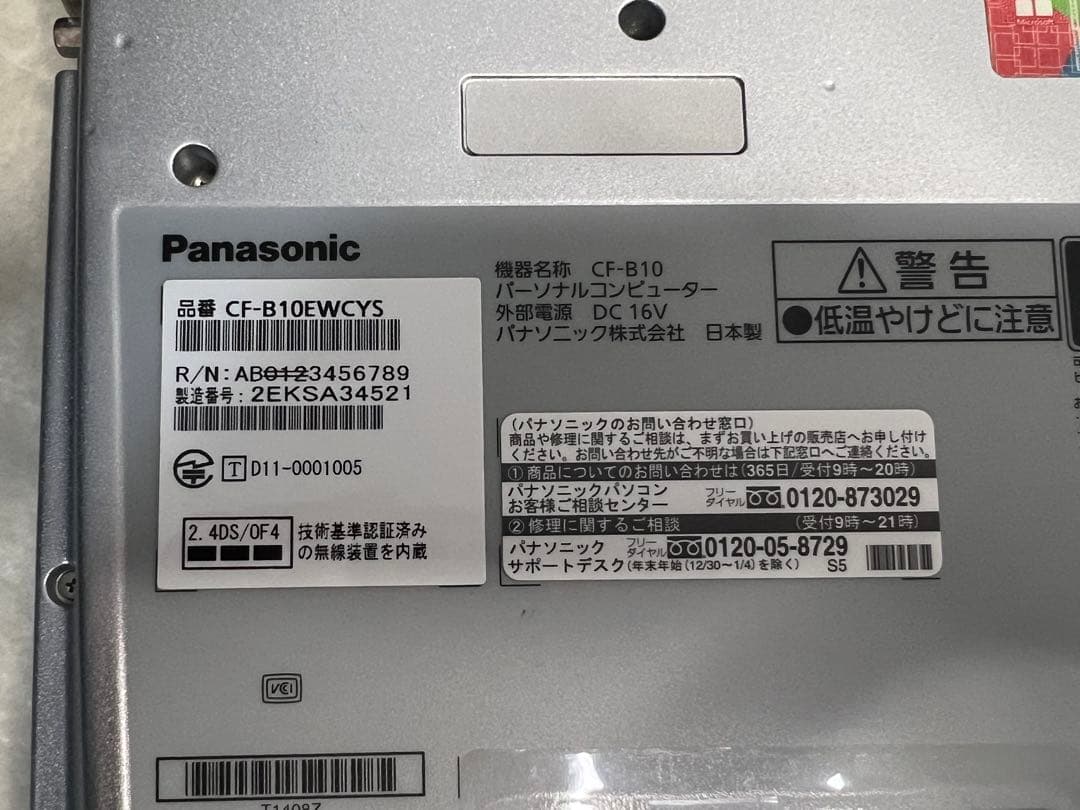 Microsoft
Panasonic
品番 CF-B10EWCYS
R/N: AB0123456789
製造番号: 2EKSA34521
T D11-0001005
2.4DS/OF4
技術基準認証済み
の無線装置を内蔵
機器名称 CF-B10
パーソナルコンピューター
外部電源 DC 16V
パナソニック株式会社 日本製
警告
●低温やけどに注意
(パナソニックのお問い合わせ窓口)
商品や修理に関するご相談は、まずお買い上げの販売店へお申し付け
ください。お問い合わせ先がご不明な場合は下記窓口へご連絡ください。
①商品についてのお問い合わせは(365日/受付9時～20時)
パナソニックパソコン
お客様ご相談センター
フリー
ダイヤル
0120-873029
②修理に関するご相談 (受付9時～21時)
パナソニック
サポートデスク
フリー
ダイヤル
0120-05-8729
(年末年始(12/30～1/4)を除く) S5
VCI
T1408Z